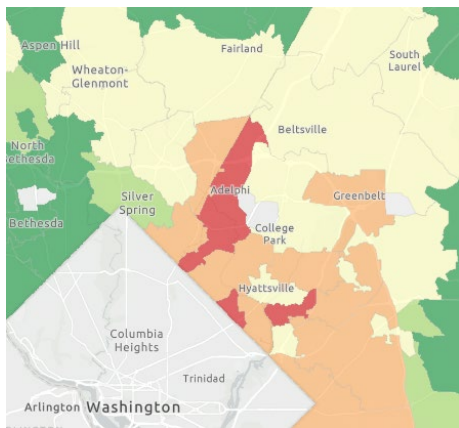 Aspen Hill
Fairland
South
Laurel
Wheaton-
Glenmont
Beltsville
North
Bethesda
Adelphi
Greenbelt
Silver
Spring
Bethesda
College
Park
Hyattsville
Columbia
Heights
Trinidad
Arlington
Washington